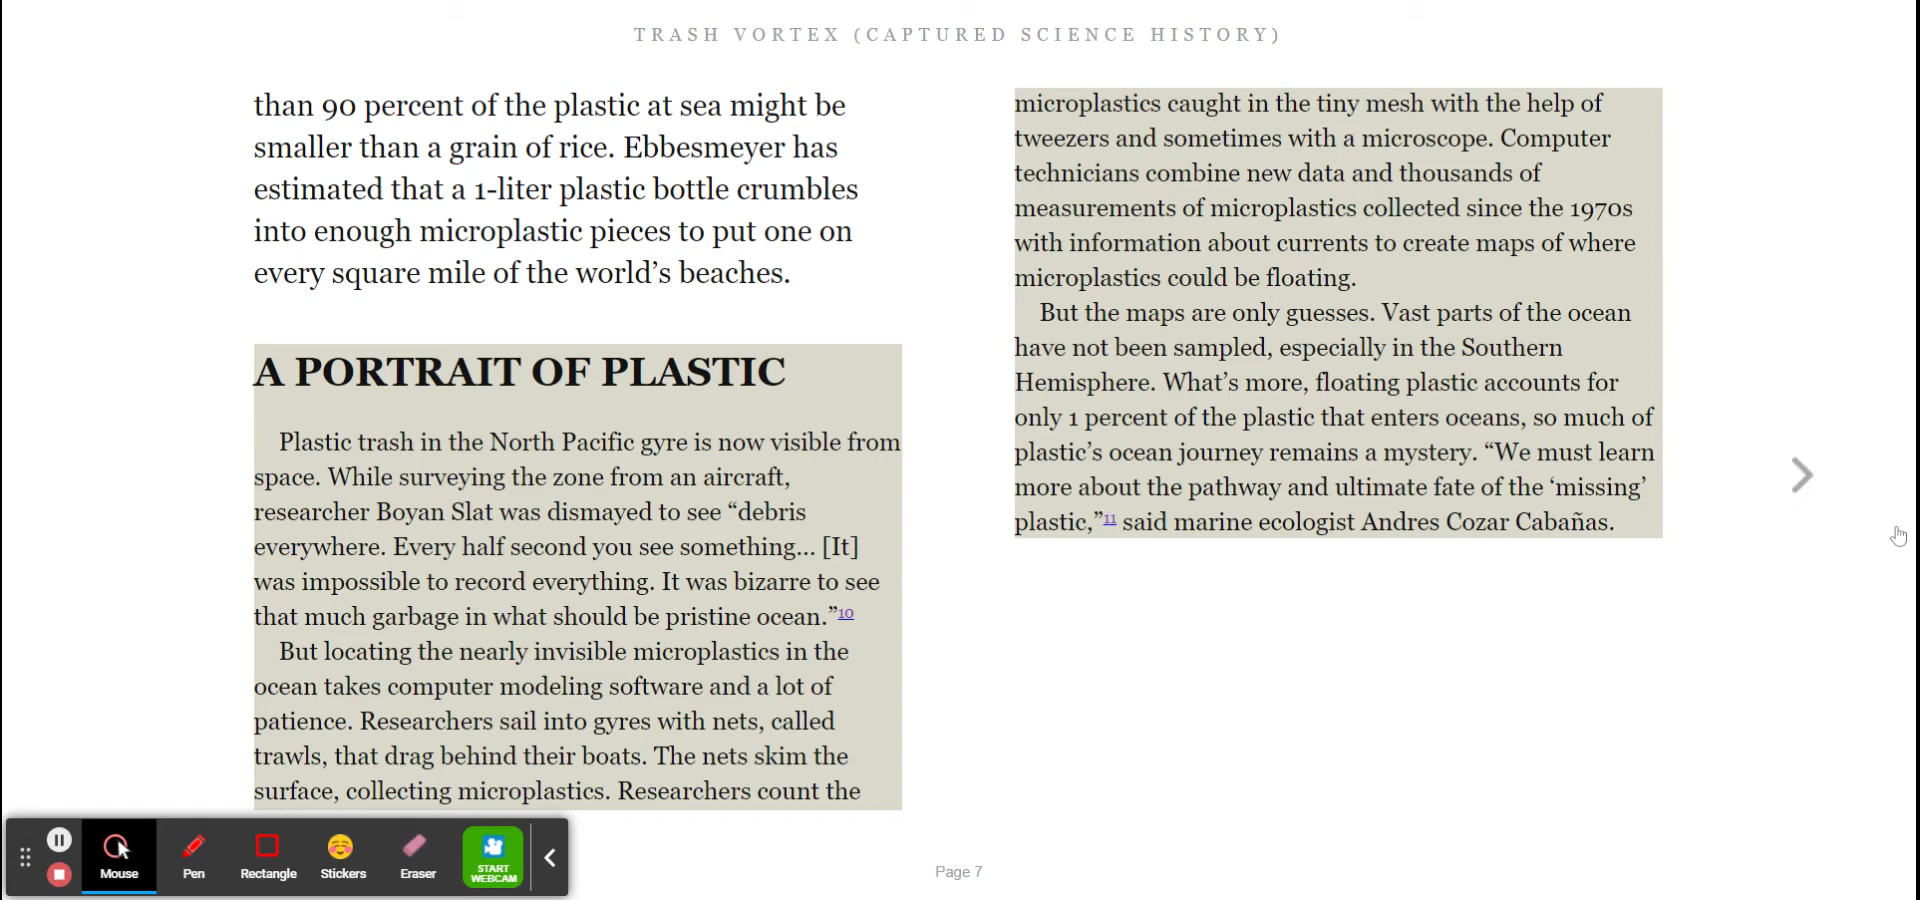 TRASH VORTEX (CAPTURED SCIENCE HISTORY)
than 90 percent of the plastic at sea might be
smaller than a grain of rice. Ebbesmeyer has
estimated that a 1-liter plastic bottle crumbles
into enough microplastic pieces to put one on
every square mile of the world’s beaches.
A PORTRAIT OF PLASTIC
Plastic trash in the North Pacific gyre is now visible from
space. While surveying the zone from an aircraft,
researcher Boyan Slat was dismayed to see “debris
everywhere. Every half second you see something... [It]
was impossible to record everything. It was bizarre to see
that much garbage in what should be pristine ocean.”10
But locating the nearly invisible microplastics in the
ocean takes computer modeling software and a lot of
patience. Researchers sail into gyres with nets, called
trawls, that drag behind their boats. The nets skim the
surface, collecting microplastics. Researchers count the
microplastics caught in the tiny mesh with the help of
tweezers and sometimes with a microscope. Computer
technicians combine new data and thousands of
measurements of microplastics collected since the 1970s
with information about currents to create maps of where
microplastics could be floating.
But the maps are only guesses. Vast parts of the ocean
have not been sampled, especially in the Southern
Hemisphere. What’s more, floating plastic accounts for
only 1 percent of the plastic that enters oceans, so much of
plastic’s ocean journey remains a mystery. “We must learn
more about the pathway and ultimate fate of the ‘missing’
plastic,”11 said marine ecologist Andres Cozar Cabañas.
Mouse
Pen
Rectangle
Stickers
Eraser
START
WEBCAM
Page 7